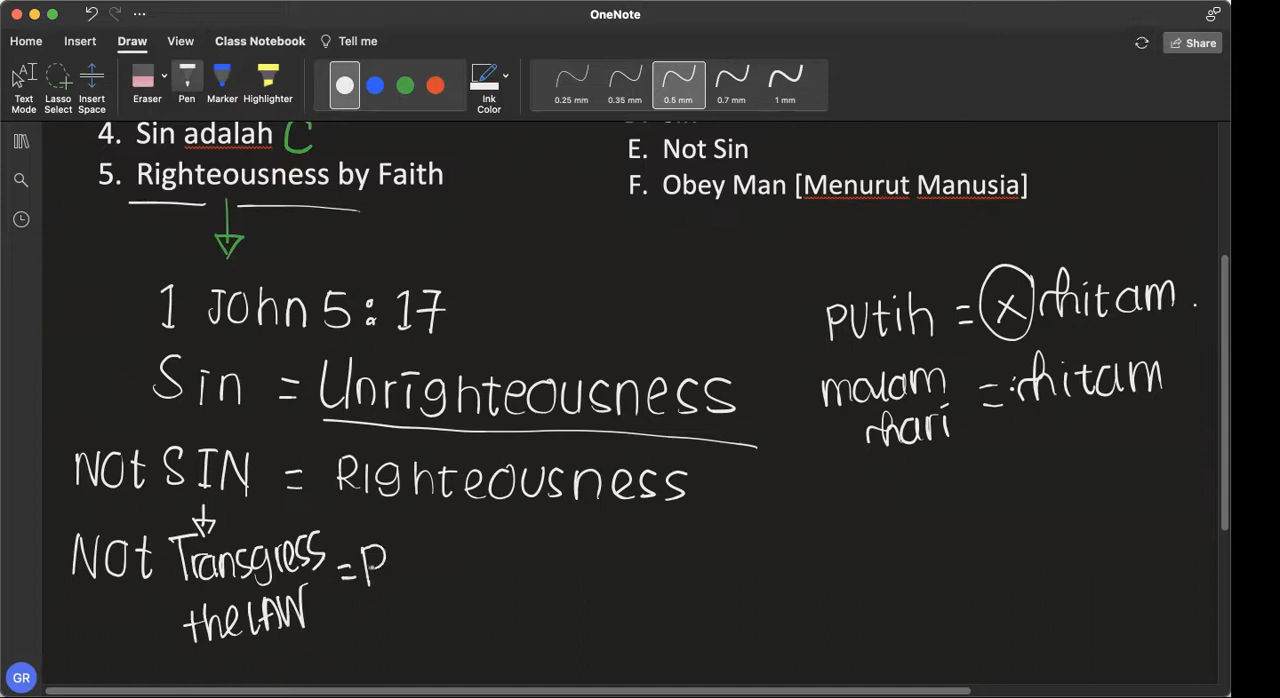 OneNote
Home Insert Draw View Class Notebook Tell me
Share
Text Mode
Lasso Select
Insert Space
Eraser
Pen
Marker
Highlighter
Ink Color
0.25 mm
0.35 mm
0.5 mm
0.7 mm
1 mm
4. Sin adalah C
5. Righteousness by Faith
E. Not Sin
F. Obey Man [Menurut Manusia]
1 John 5:17
Sin = Unrighteousness
NOt SIN = Righteousness
NOt Transgress = P
the LAW
PUtih = x hitam.
malam = hitam
hari
GR